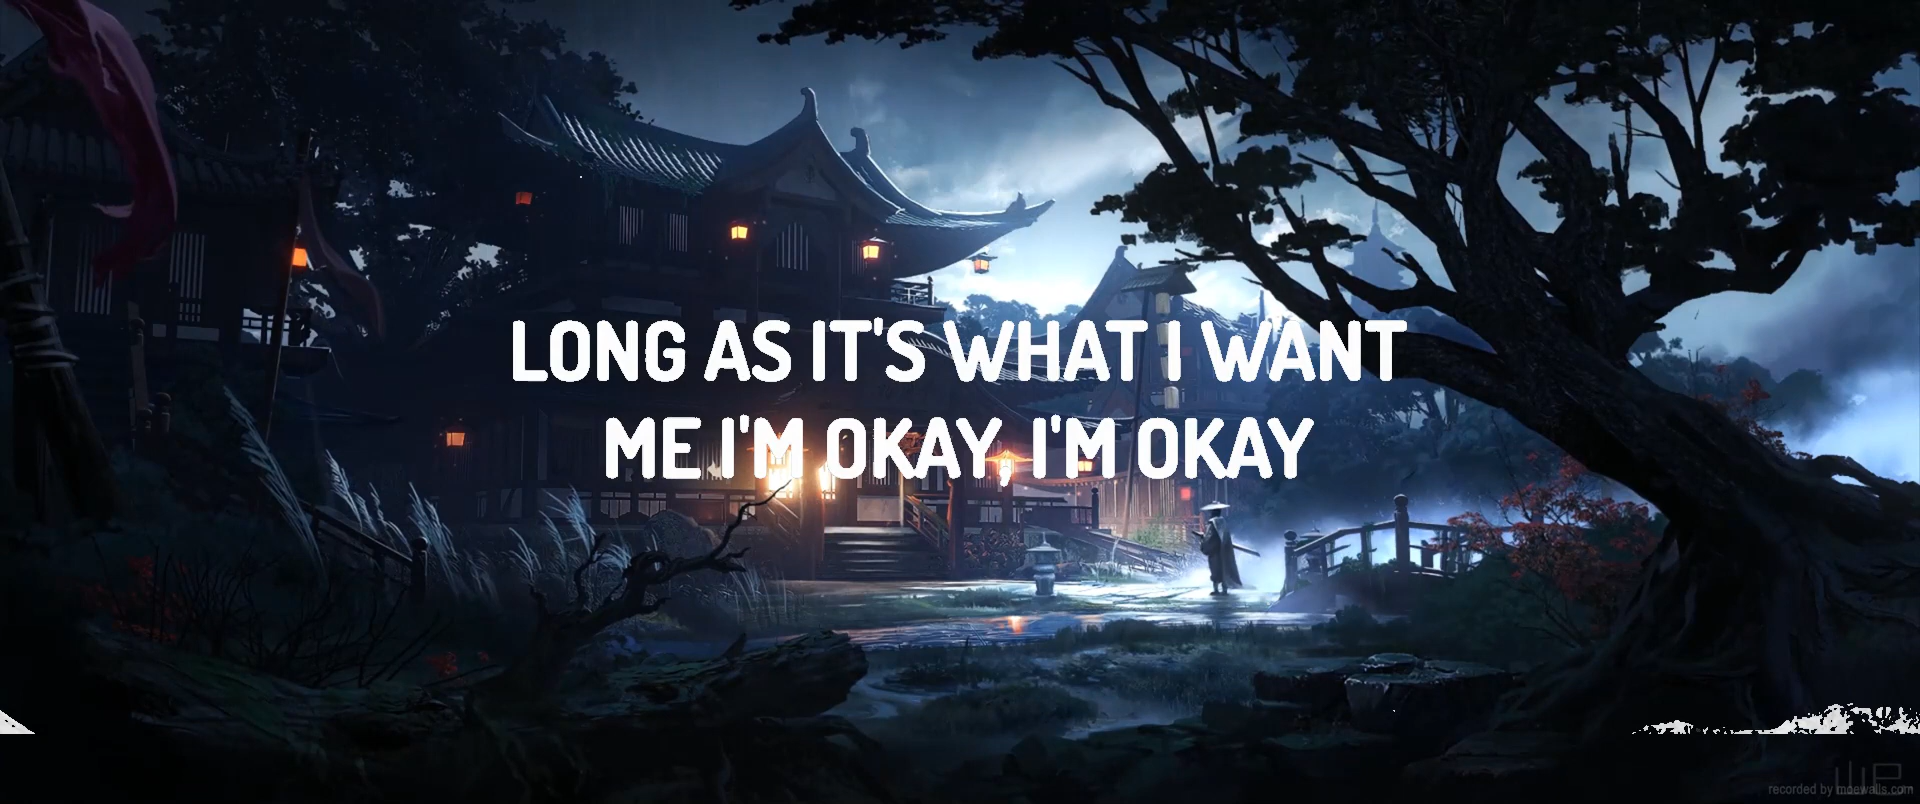 LONG AS IT'S WHAT I WANT
ME I'M OKAY, I'M OKAY
recorded by moewalls.com